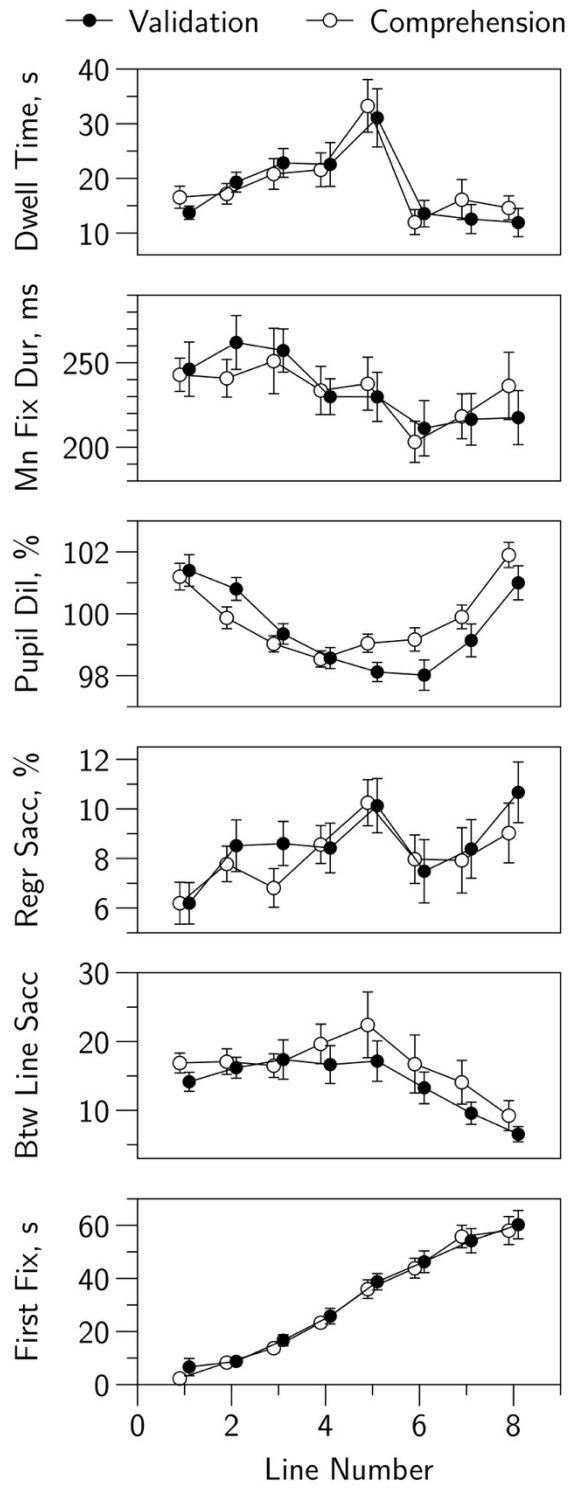 Validation Comprehension
Dwell Time, s
40
30
20
10
Mn Fix Dur, ms
250
200
Pupil Dil, %
102
100
98
Regr Sacc, %
12
10
8
6
Btw Line Sacc
30
20
10
First Fix, s
60
40
20
0
0 2 4 6 8
Line Number